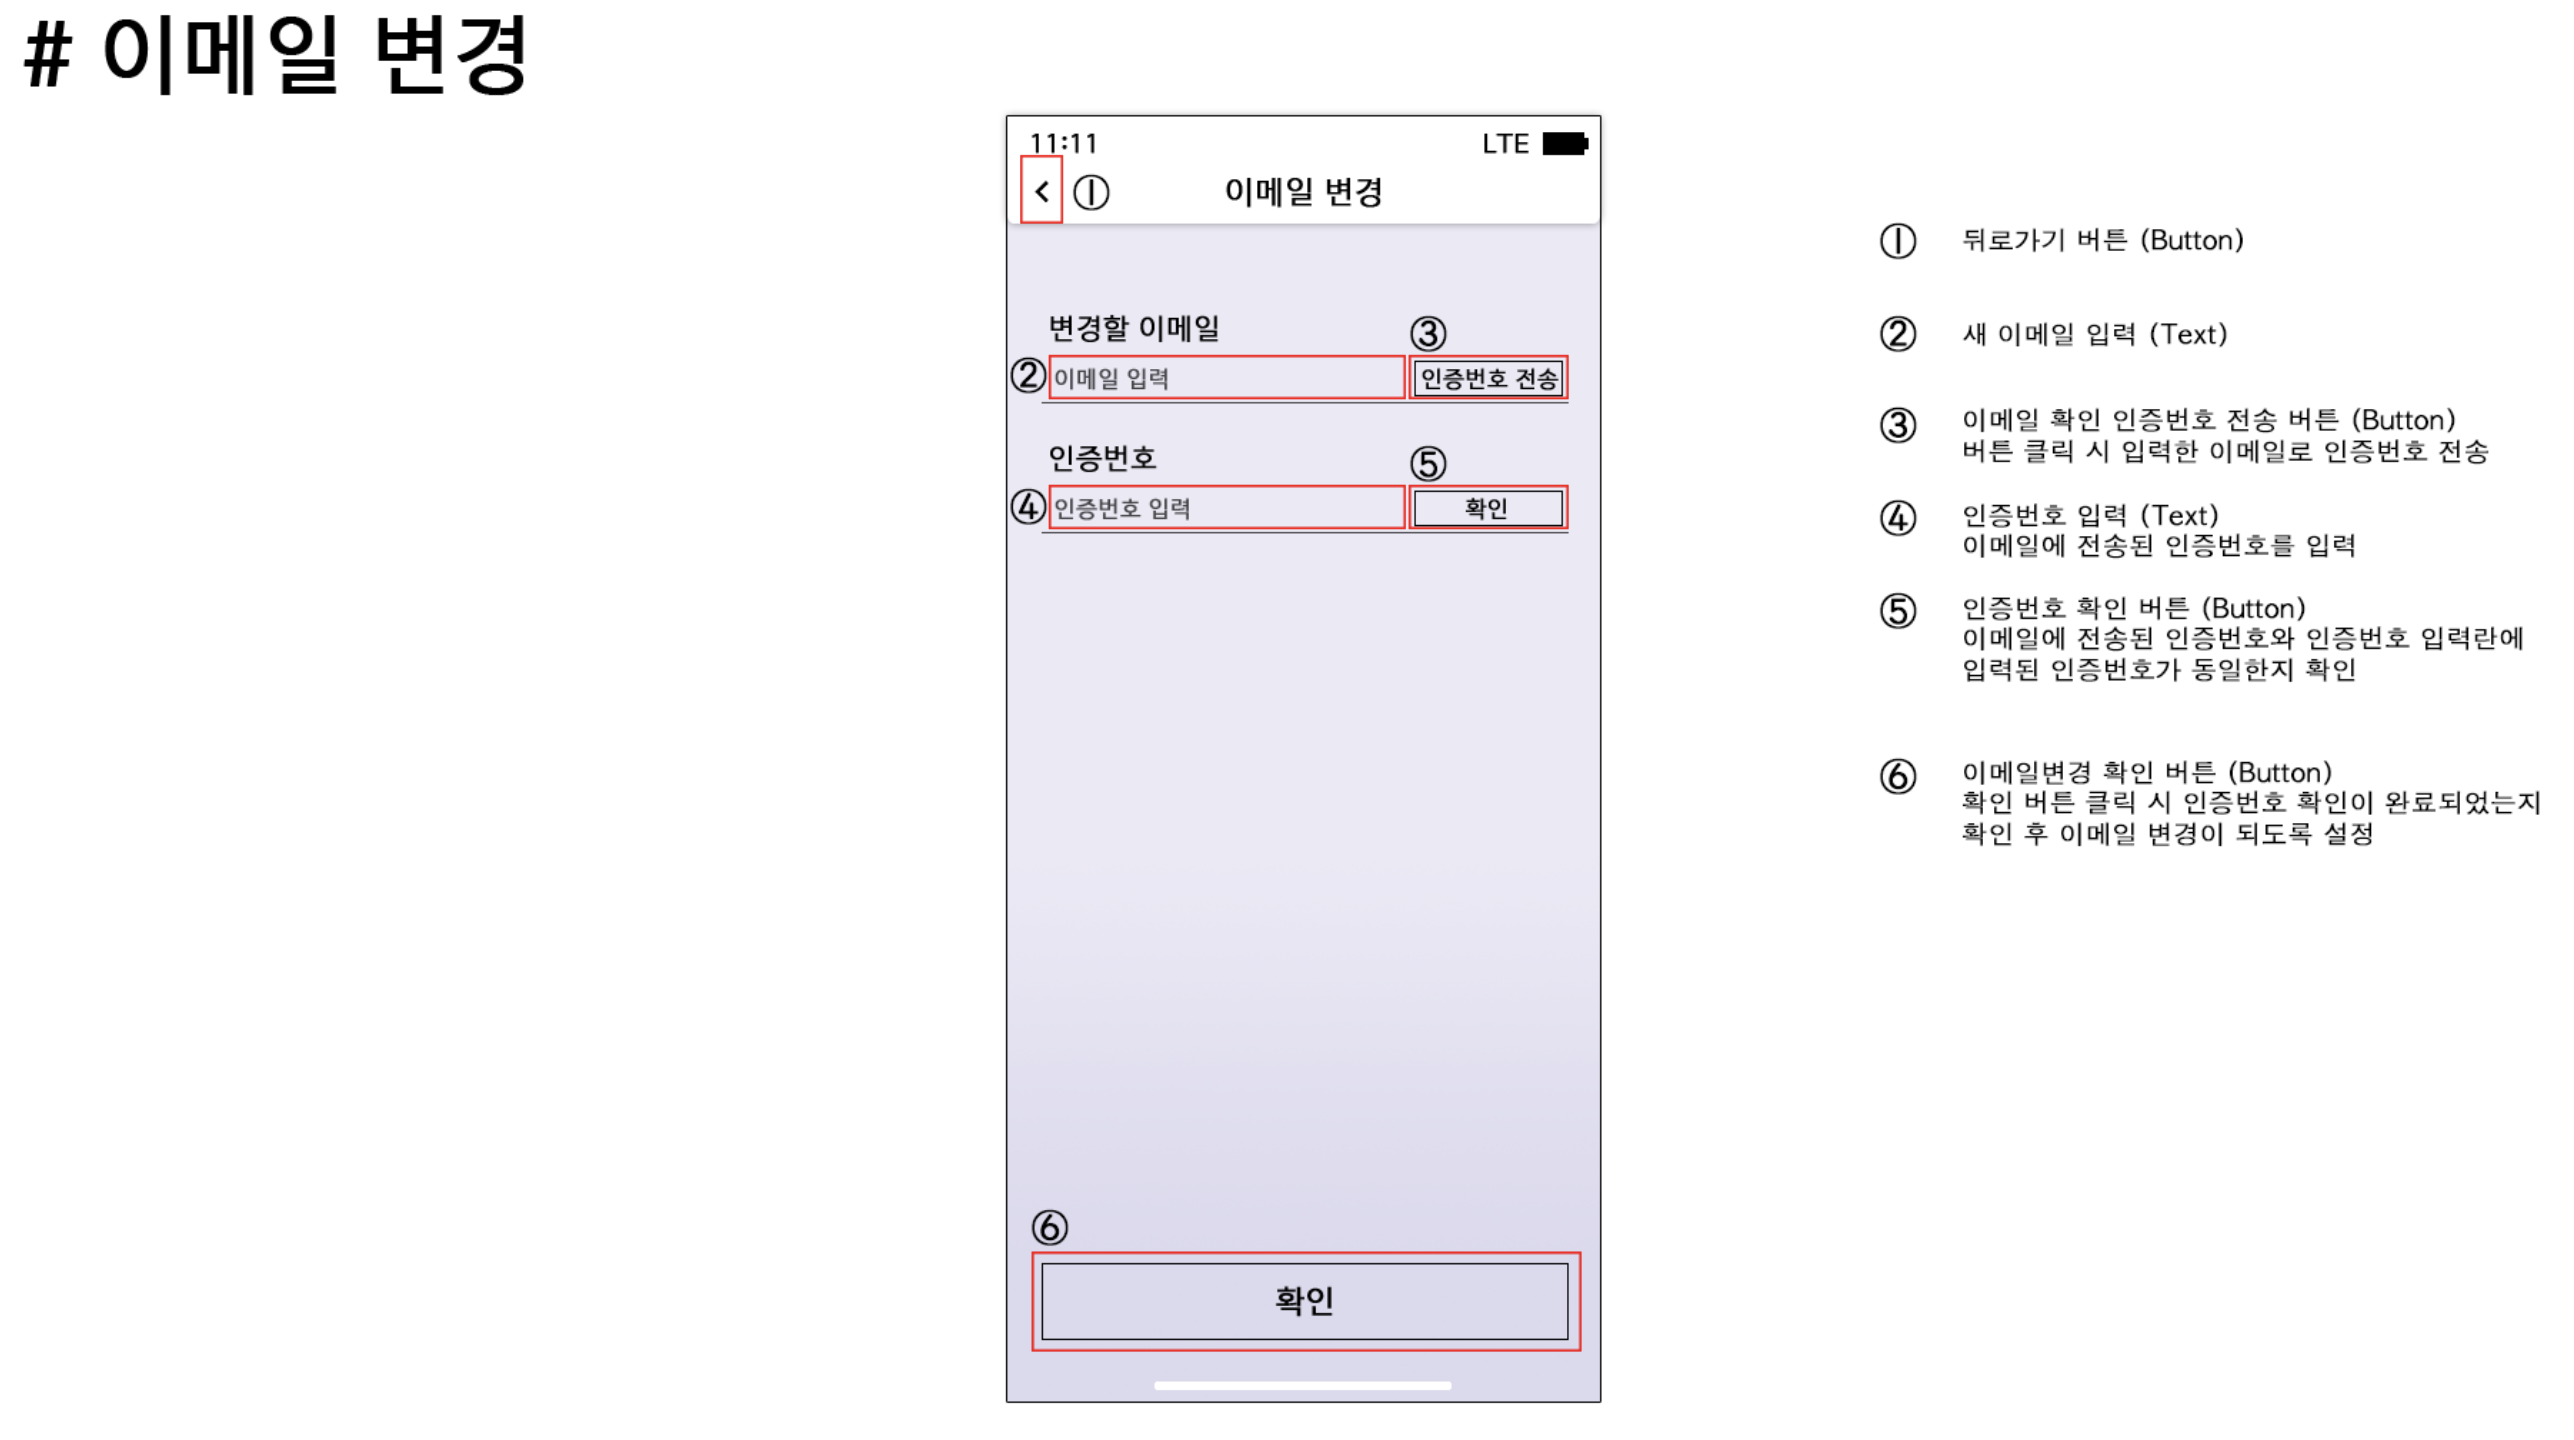 # 이메일 변경
11:11 LTE
< ① 이메일 변경
변경할 이메일 ③
② 이메일 입력 인증번호 전송
인증번호 ⑤
④ 인증번호 입력 확인
⑥
확인
① 뒤로가기 버튼 (Button)
② 새 이메일 입력 (Text)
③ 이메일 확인 인증번호 전송 버튼 (Button)
버튼 클릭 시 입력한 이메일로 인증번호 전송
④ 인증번호 입력 (Text)
이메일에 전송된 인증번호를 입력
⑤ 인증번호 확인 버튼 (Button)
이메일에 전송된 인증번호와 인증번호 입력란에
입력된 인증번호가 동일한지 확인
⑥ 이메일변경 확인 버튼 (Button)
확인 버튼 클릭 시 인증번호 확인이 완료되었는지
확인 후 이메일 변경이 되도록 설정